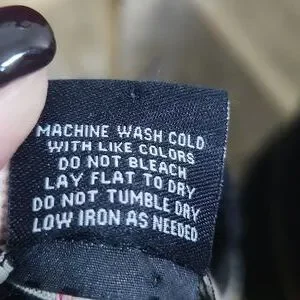 MACHINE WASH COLD
WITH LIKE COLORS
DO NOT BLEACH
LAY FLAT TO DRY
DO NOT TUMBLE DRY
LOW IRON AS NEEDED